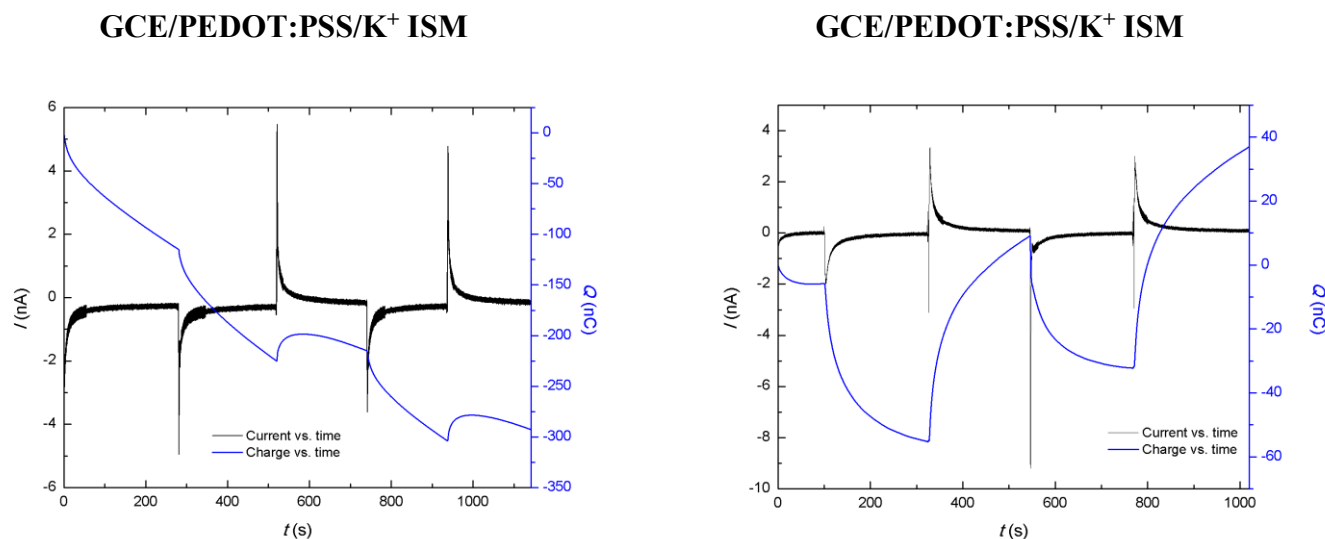 GCE/PEDOT:PSS/K⁺ ISM
6
4
2
0
-2
-4
-6
I (nA)
0
-50
-100
-150
-200
-250
-300
-350
Q (nC)
Current vs. time
Charge vs. time
0 200 400 600 800 1000
t (s)
GCE/PEDOT:PSS/K⁺ ISM
4
2
0
-2
-4
-6
-8
-10
I (nA)
40
20
0
-20
-40
-60
Q (nC)
Current vs. time
Charge vs. time
0 200 400 600 800 1000
t (s)